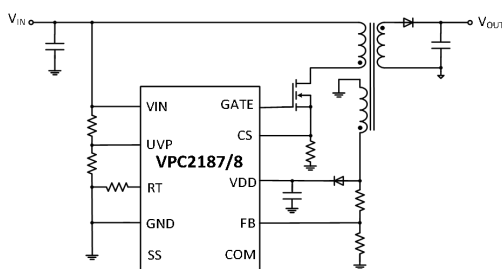 VIN
VOUT
VIN
GATE
UVP
CS
VPC2187/8
RT
VDD
GND
FB
SS
COM